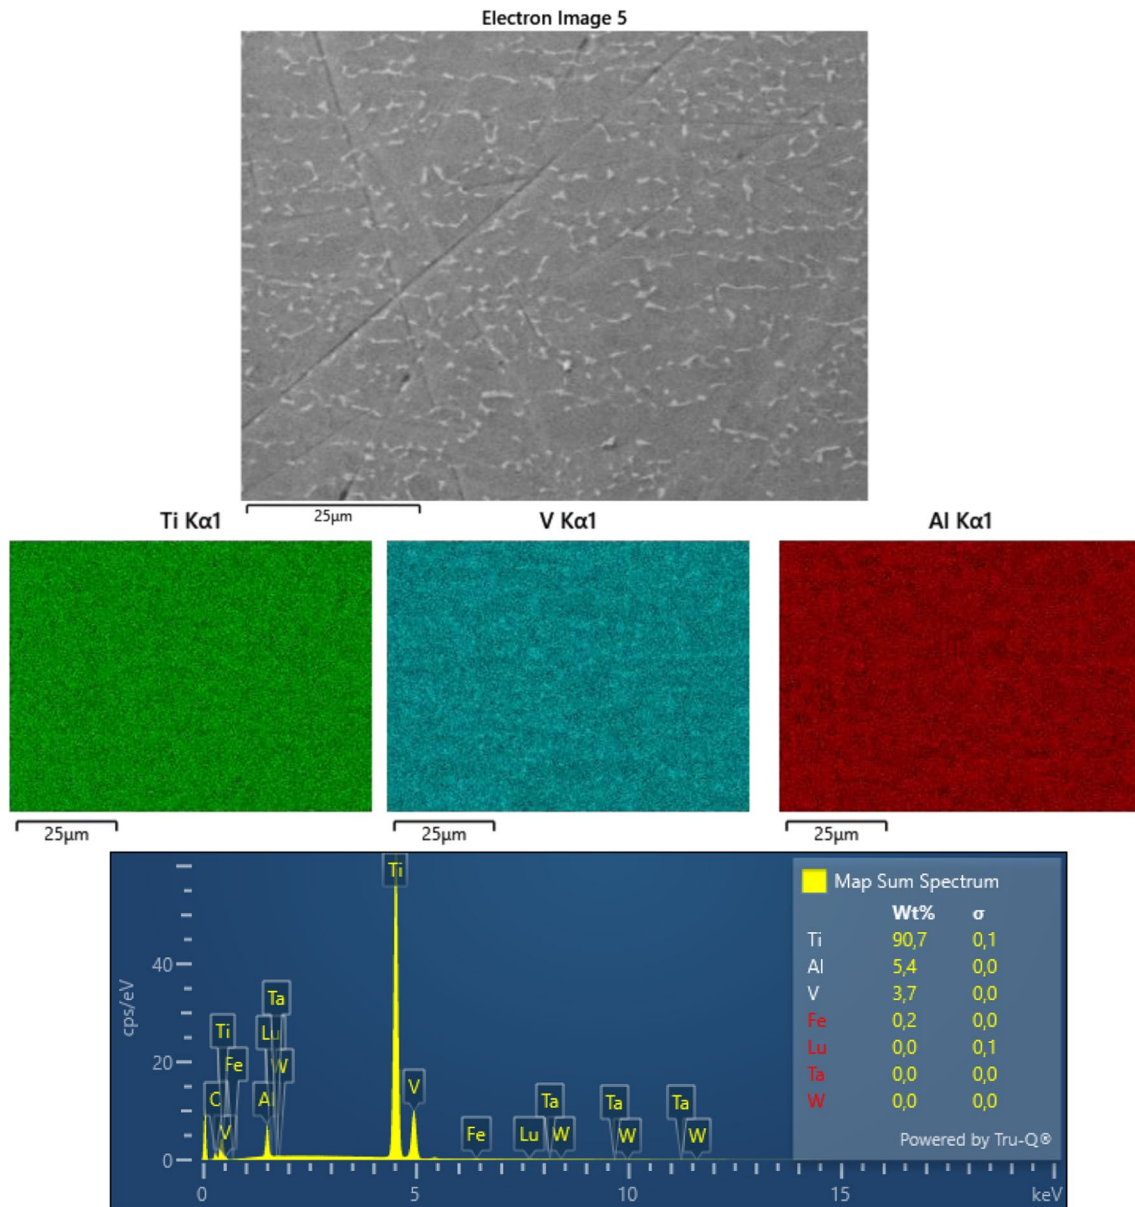 Electron Image 5
25µm
Ti Kα1 V Kα1 Al Kα1
25µm 25µm 25µm
Ti
Map Sum Spectrum
Wt% σ
Ti 90,7 0,1
Al 5,4 0,0
V 3,7 0,0
Fe 0,2 0,0
Lu 0,0 0,1
Ta 0,0 0,0
W 0,0 0,0
Powered by Tru-Q®
cps/eV
40
20
0
Ta
Ti Lu
Fe W
C Al V
V
Ta Ta Ta
Fe Lu W W W
0 5 10 15 keV